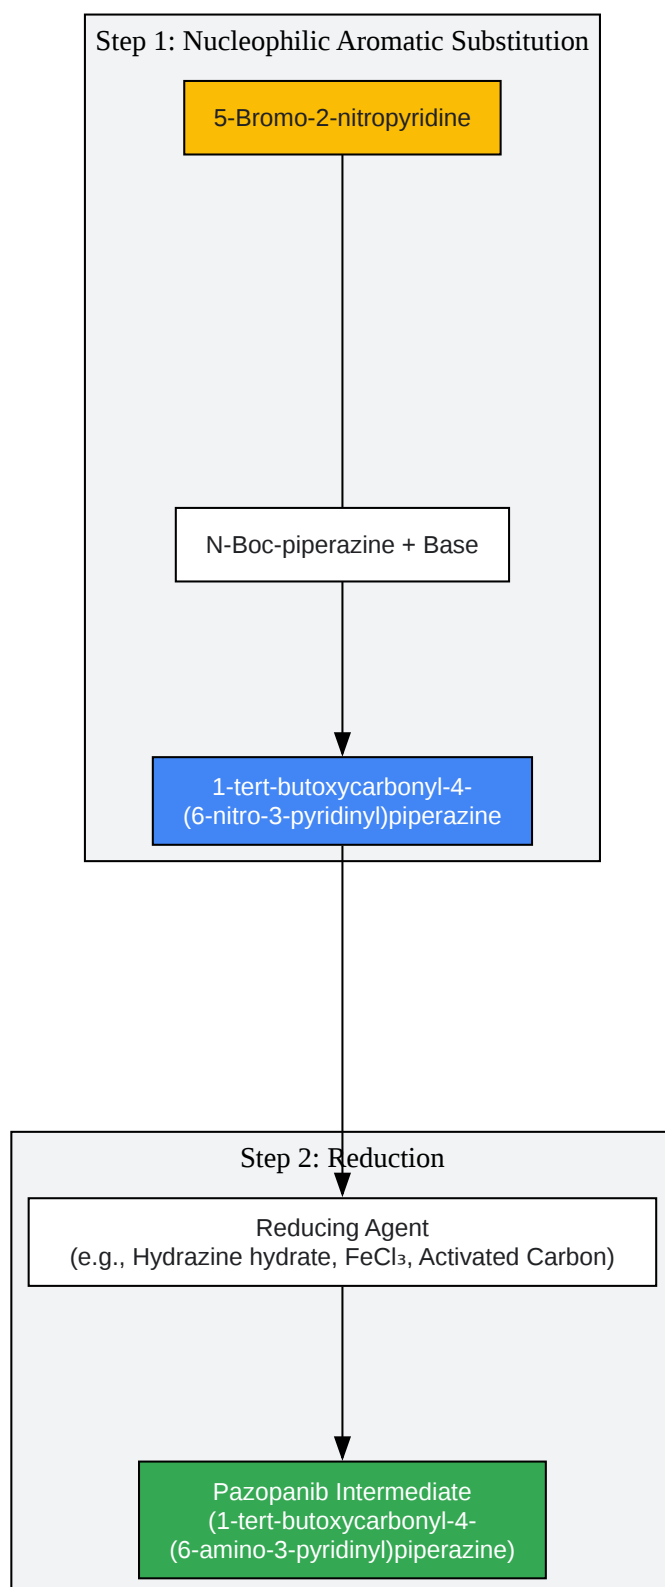 Step 1: Nucleophilic Aromatic Substitution
5-Bromo-2-nitropyridine
N-Boc-piperazine + Base
1-tert-butoxycarbonyl-4-
(6-nitro-3-pyridinyl)piperazine
Step 2: Reduction
Reducing Agent
(e.g., Hydrazine hydrate, FeCl₃, Activated Carbon)
Pazopanib Intermediate
(1-tert-butoxycarbonyl-4-
(6-amino-3-pyridinyl)piperazine)